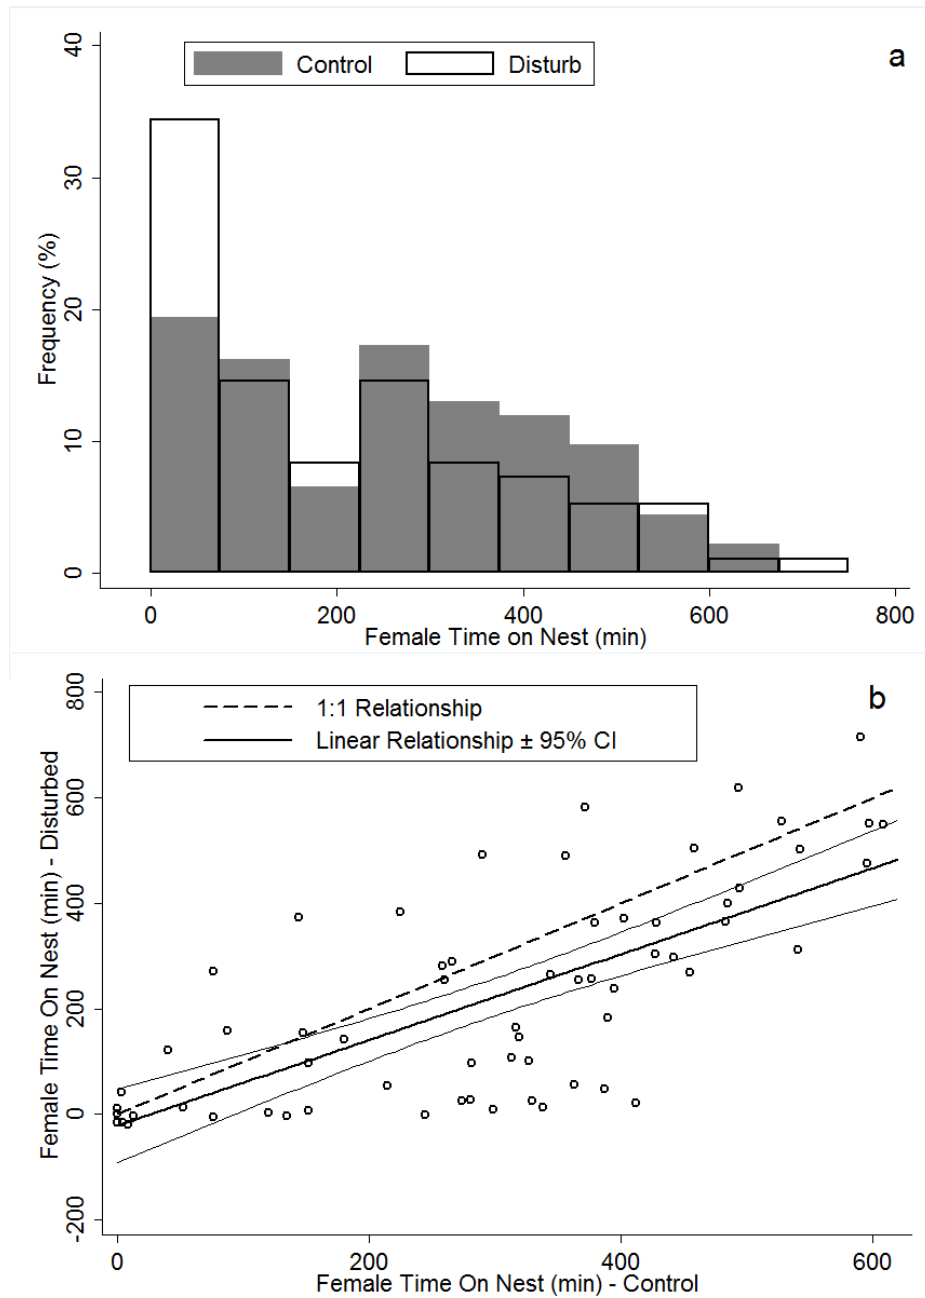 a
Control Disturb
40
30
20
10
0
Frequency (%)
0 200 400 600 800
Female Time on Nest (min)
b
1:1 Relationship
Linear Relationship ± 95% CI
800
600
400
200
0
-200
Female Time On Nest (min) - Disturbed
0 200 400 600
Female Time On Nest (min) - Control